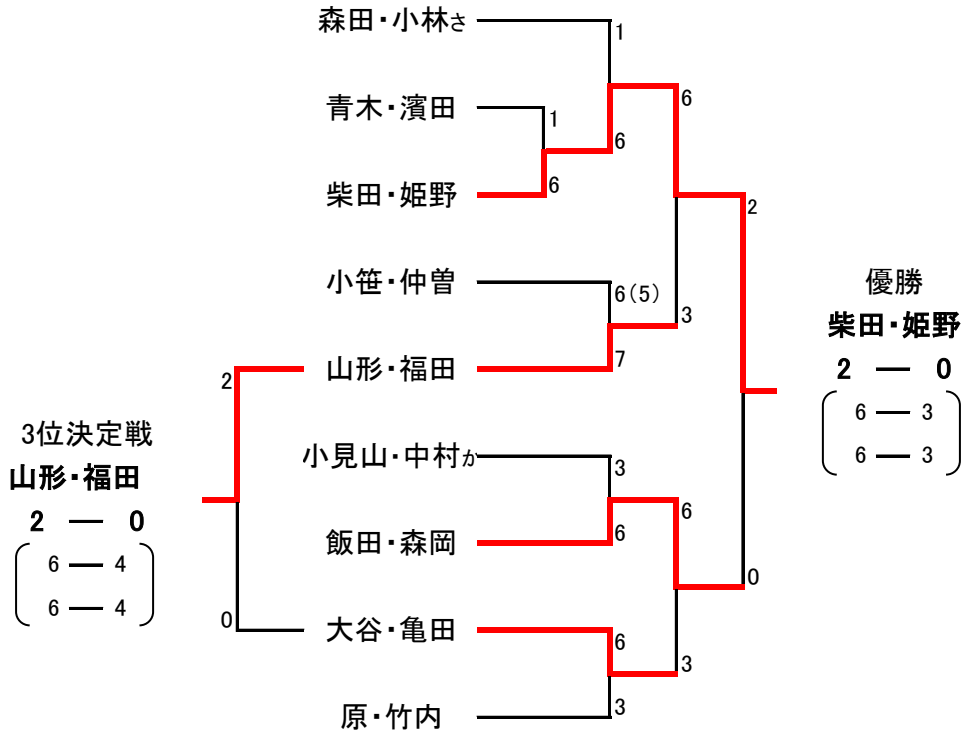 森田・小林さ
1
青木・濱田
1
6
6
柴田・姫野
6
2
小笹・仲曽
6(5)
3
山形・福田
7
優勝
柴田・姫野
2 — 0
6 — 3
6 — 3
2
3位決定戦
山形・福田
2 — 0
6 — 4
6 — 4
0
小見山・中村か
3
6
飯田・森岡
6
0
大谷・亀田
6
3
原・竹内
3